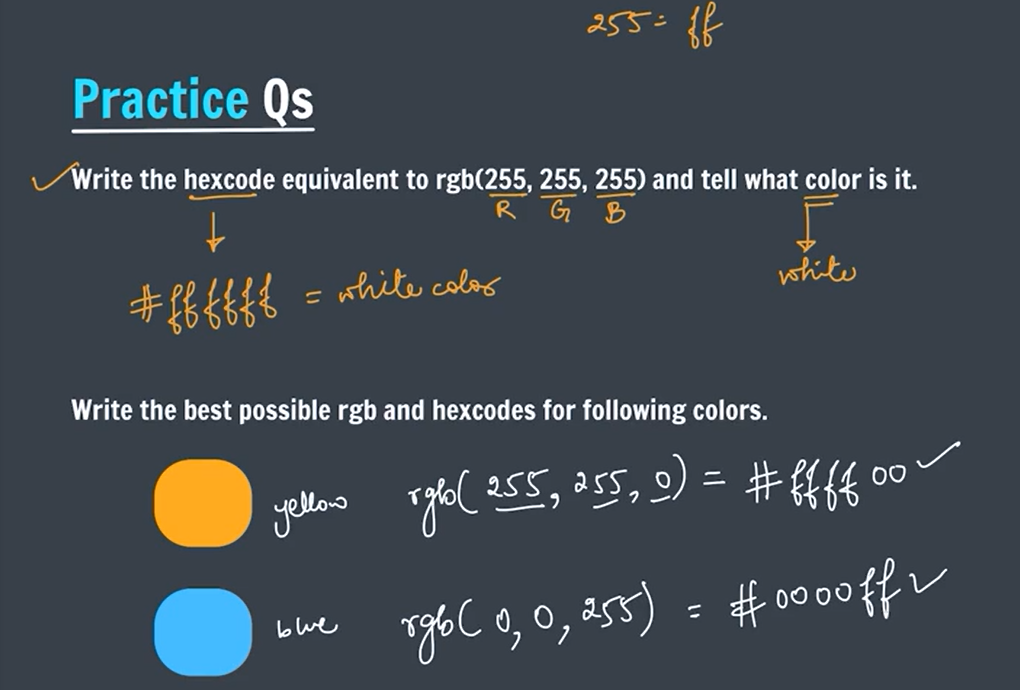 255 = ff
Practice Qs
Write the hexcode equivalent to rgb(255, 255, 255) and tell what color is it.
R G B
white
#ffffff = white color
Write the best possible rgb and hexcodes for following colors.
yellow rgb( 255, 255, 0) = #ffff00
blue rgb( 0, 0, 255) = #0000ff